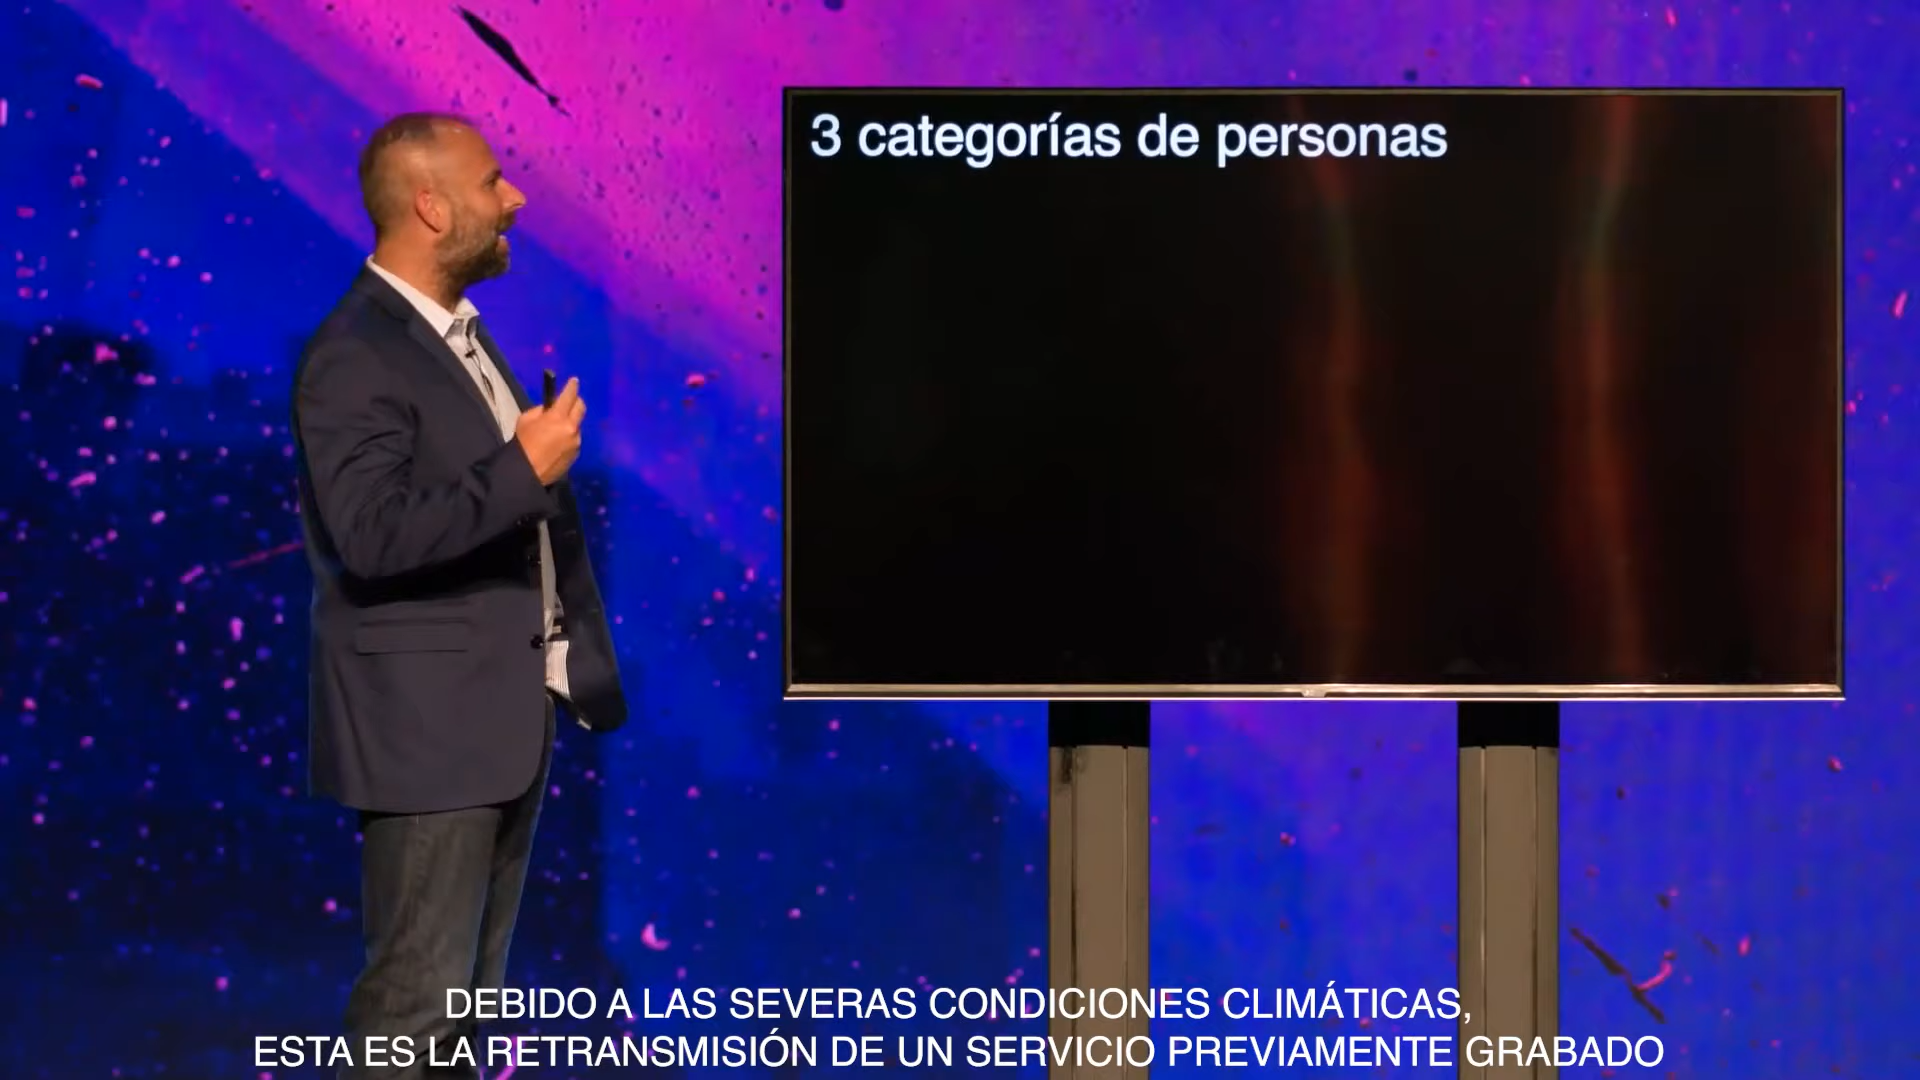 3 categorías de personas
DEBIDO A LAS SEVERAS CONDICIONES CLIMÁTICAS,
ESTA ES LA RETRANSMISIÓN DE UN SERVICIO PREVIAMENTE GRABADO